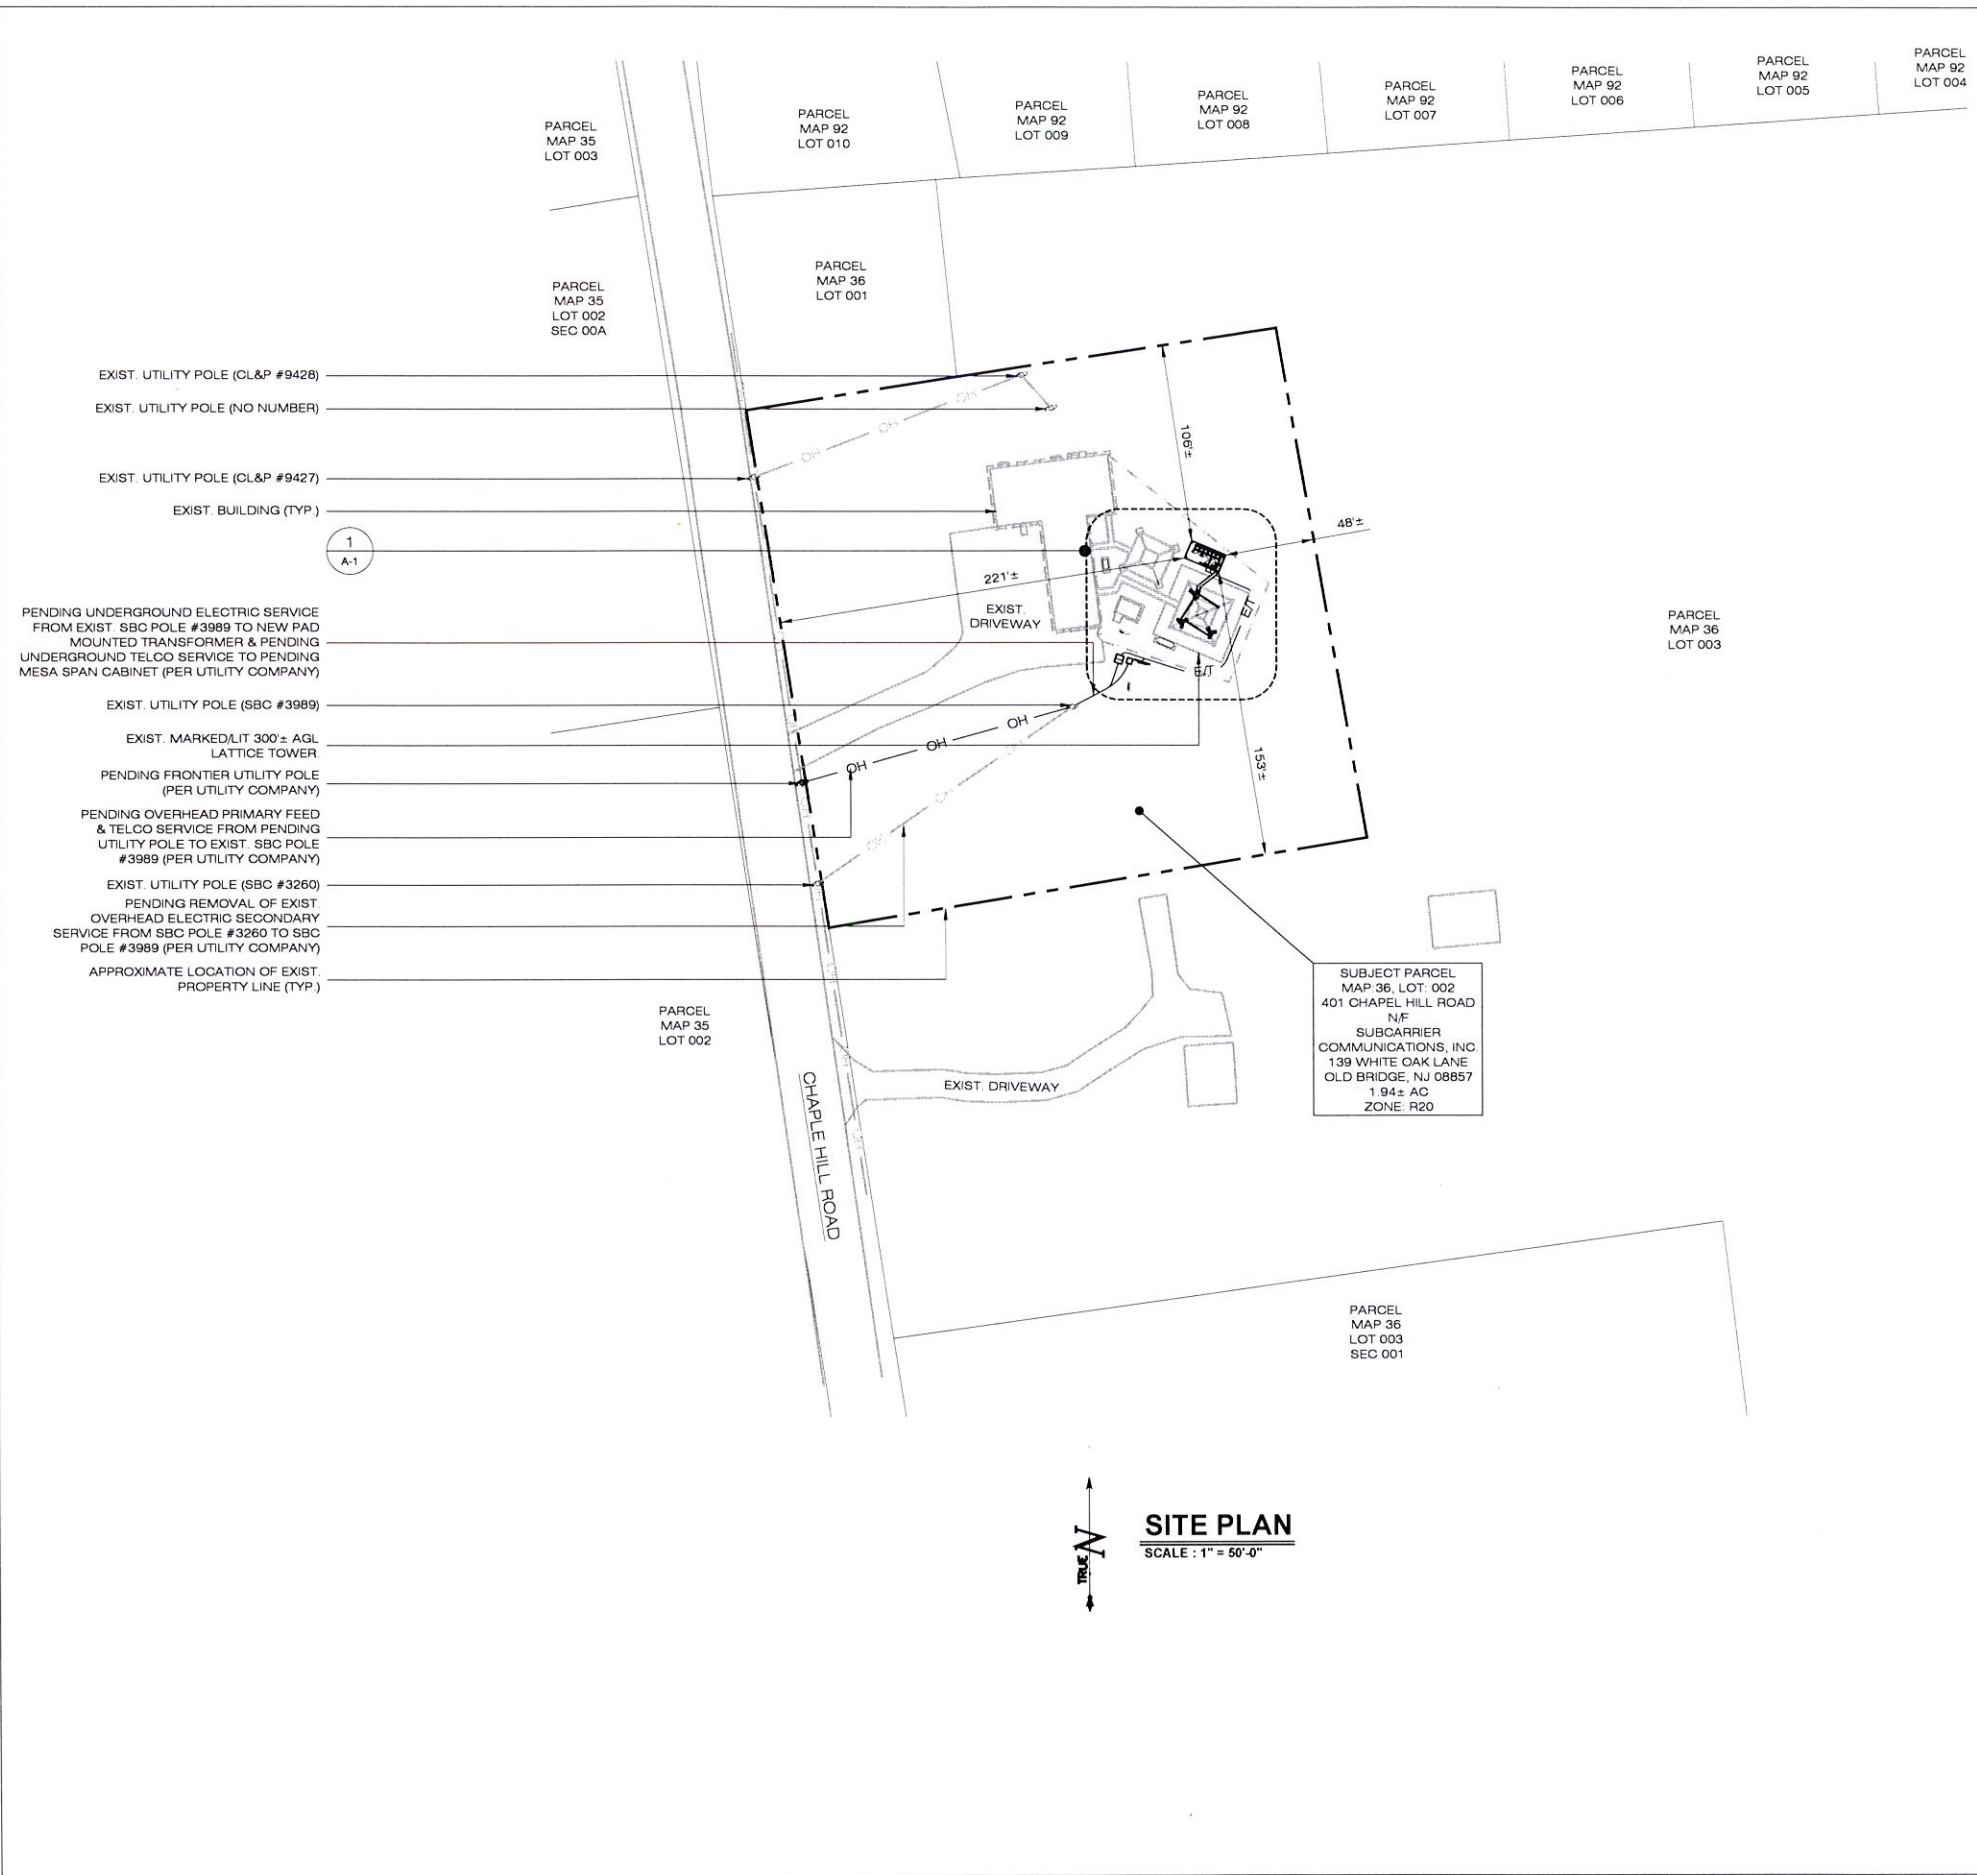 PARCEL
MAP 35
LOT 003
PARCEL
MAP 92
LOT 010
PARCEL
MAP 92
LOT 009
PARCEL
MAP 92
LOT 008
PARCEL
MAP 92
LOT 007
PARCEL
MAP 92
LOT 006
PARCEL
MAP 92
LOT 005
PARCEL
MAP 92
LOT 004
PARCEL
MAP 35
LOT 002
SEC 00A
PARCEL
MAP 36
LOT 001
EXIST. UTILITY POLE (CL&P #9428)
EXIST. UTILITY POLE (NO NUMBER)
EXIST. UTILITY POLE (CL&P #9427)
EXIST. BUILDING (TYP.)
1
A-1
PENDING UNDERGROUND ELECTRIC SERVICE
FROM EXIST. SBC POLE #3989 TO NEW PAD
MOUNTED TRANSFORMER & PENDING
UNDERGROUND TELCO SERVICE TO PENDING
MESA SPAN CABINET (PER UTILITY COMPANY)
EXIST. UTILITY POLE (SBC #3989)
EXIST. MARKED/LIT 300'± AGL
LATTICE TOWER.
PENDING FRONTIER UTILITY POLE
(PER UTILITY COMPANY)
PENDING OVERHEAD PRIMARY FEED
& TELCO SERVICE FROM PENDING
UTILITY POLE TO EXIST. SBC POLE
#3989 (PER UTILITY COMPANY)
EXIST. UTILITY POLE (SBC #3260)
PENDING REMOVAL OF EXIST.
OVERHEAD ELECTRIC SECONDARY
SERVICE FROM SBC POLE #3260 TO SBC
POLE #3989 (PER UTILITY COMPANY)
APPROXIMATE LOCATION OF EXIST.
PROPERTY LINE (TYP.)
OH
OH
OH
106'±
48'±
221'±
EXIST.
DRIVEWAY
E/T
E/T
153'±
OH
OH
OH
OH
OH
OH
PARCEL
MAP 36
LOT 003
SUBJECT PARCEL
MAP:36, LOT: 002
401 CHAPEL HILL ROAD
N/F
SUBCARRIER
COMMUNICATIONS, INC.
139 WHITE OAK LANE
OLD BRIDGE, NJ 08857
1.94± AC
ZONE: R20
PARCEL
MAP 35
LOT 002
EXIST. DRIVEWAY
OH
OH
OH
CHAPLE HILL ROAD
PARCEL
MAP 36
LOT 003
SEC 001
TRUE N
SITE PLAN
SCALE : 1" = 50'-0"